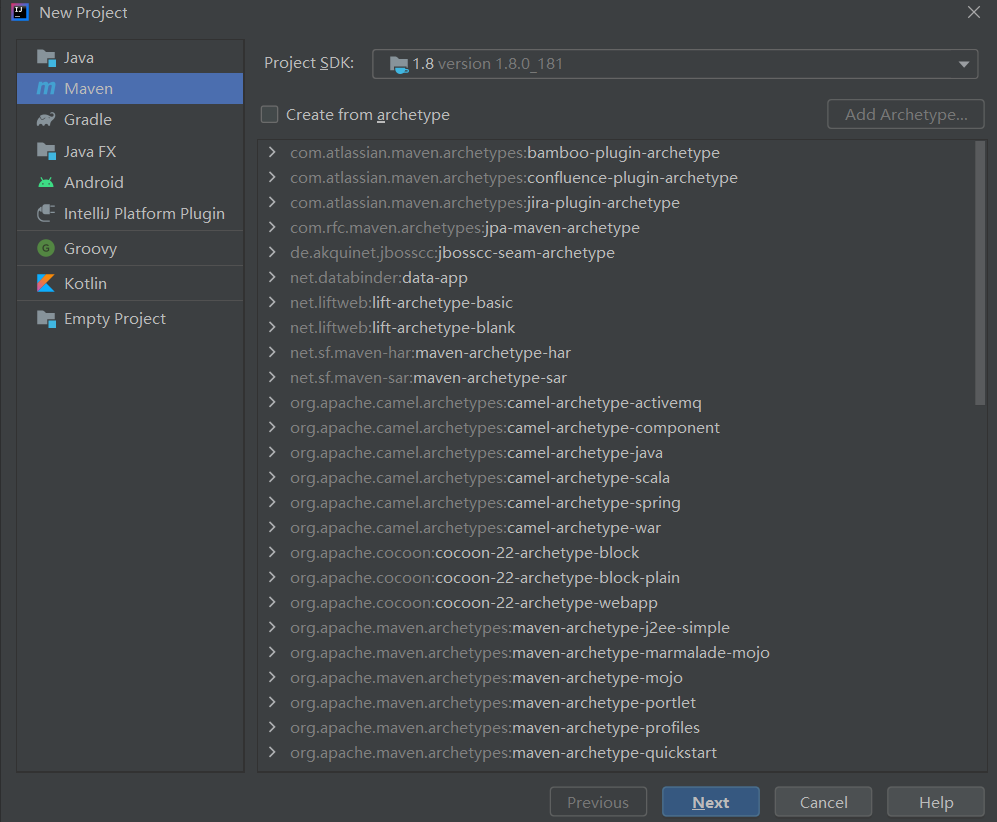 New Project
Java
Maven
Gradle
Java FX
Android
IntelliJ Platform Plugin
Groovy
Kotlin
Empty Project
Project SDK: 1.8 version 1.8.0_181
Create from archetype
Add Archetype...
com.atlassian.maven.archetypes:bamboo-plugin-archetype
com.atlassian.maven.archetypes:confluence-plugin-archetype
com.atlassian.maven.archetypes:jira-plugin-archetype
com.rfc.maven.archetypes:jpa-maven-archetype
de.akquinet.jbosscc:jbosscc-seam-archetype
net.databinder:data-app
net.liftweb:lift-archetype-basic
net.liftweb:lift-archetype-blank
net.sf.maven-har:maven-archetype-har
net.sf.maven-sar:maven-archetype-sar
org.apache.camel.archetypes:camel-archetype-activemq
org.apache.camel.archetypes:camel-archetype-component
org.apache.camel.archetypes:camel-archetype-java
org.apache.camel.archetypes:camel-archetype-scala
org.apache.camel.archetypes:camel-archetype-spring
org.apache.camel.archetypes:camel-archetype-war
org.apache.cocoon:cocoon-22-archetype-block
org.apache.cocoon:cocoon-22-archetype-block-plain
org.apache.cocoon:cocoon-22-archetype-webapp
org.apache.maven.archetypes:maven-archetype-j2ee-simple
org.apache.maven.archetypes:maven-archetype-marmalade-mojo
org.apache.maven.archetypes:maven-archetype-mojo
org.apache.maven.archetypes:maven-archetype-portlet
org.apache.maven.archetypes:maven-archetype-profiles
org.apache.maven.archetypes:maven-archetype-quickstart
Previous Next Cancel Help